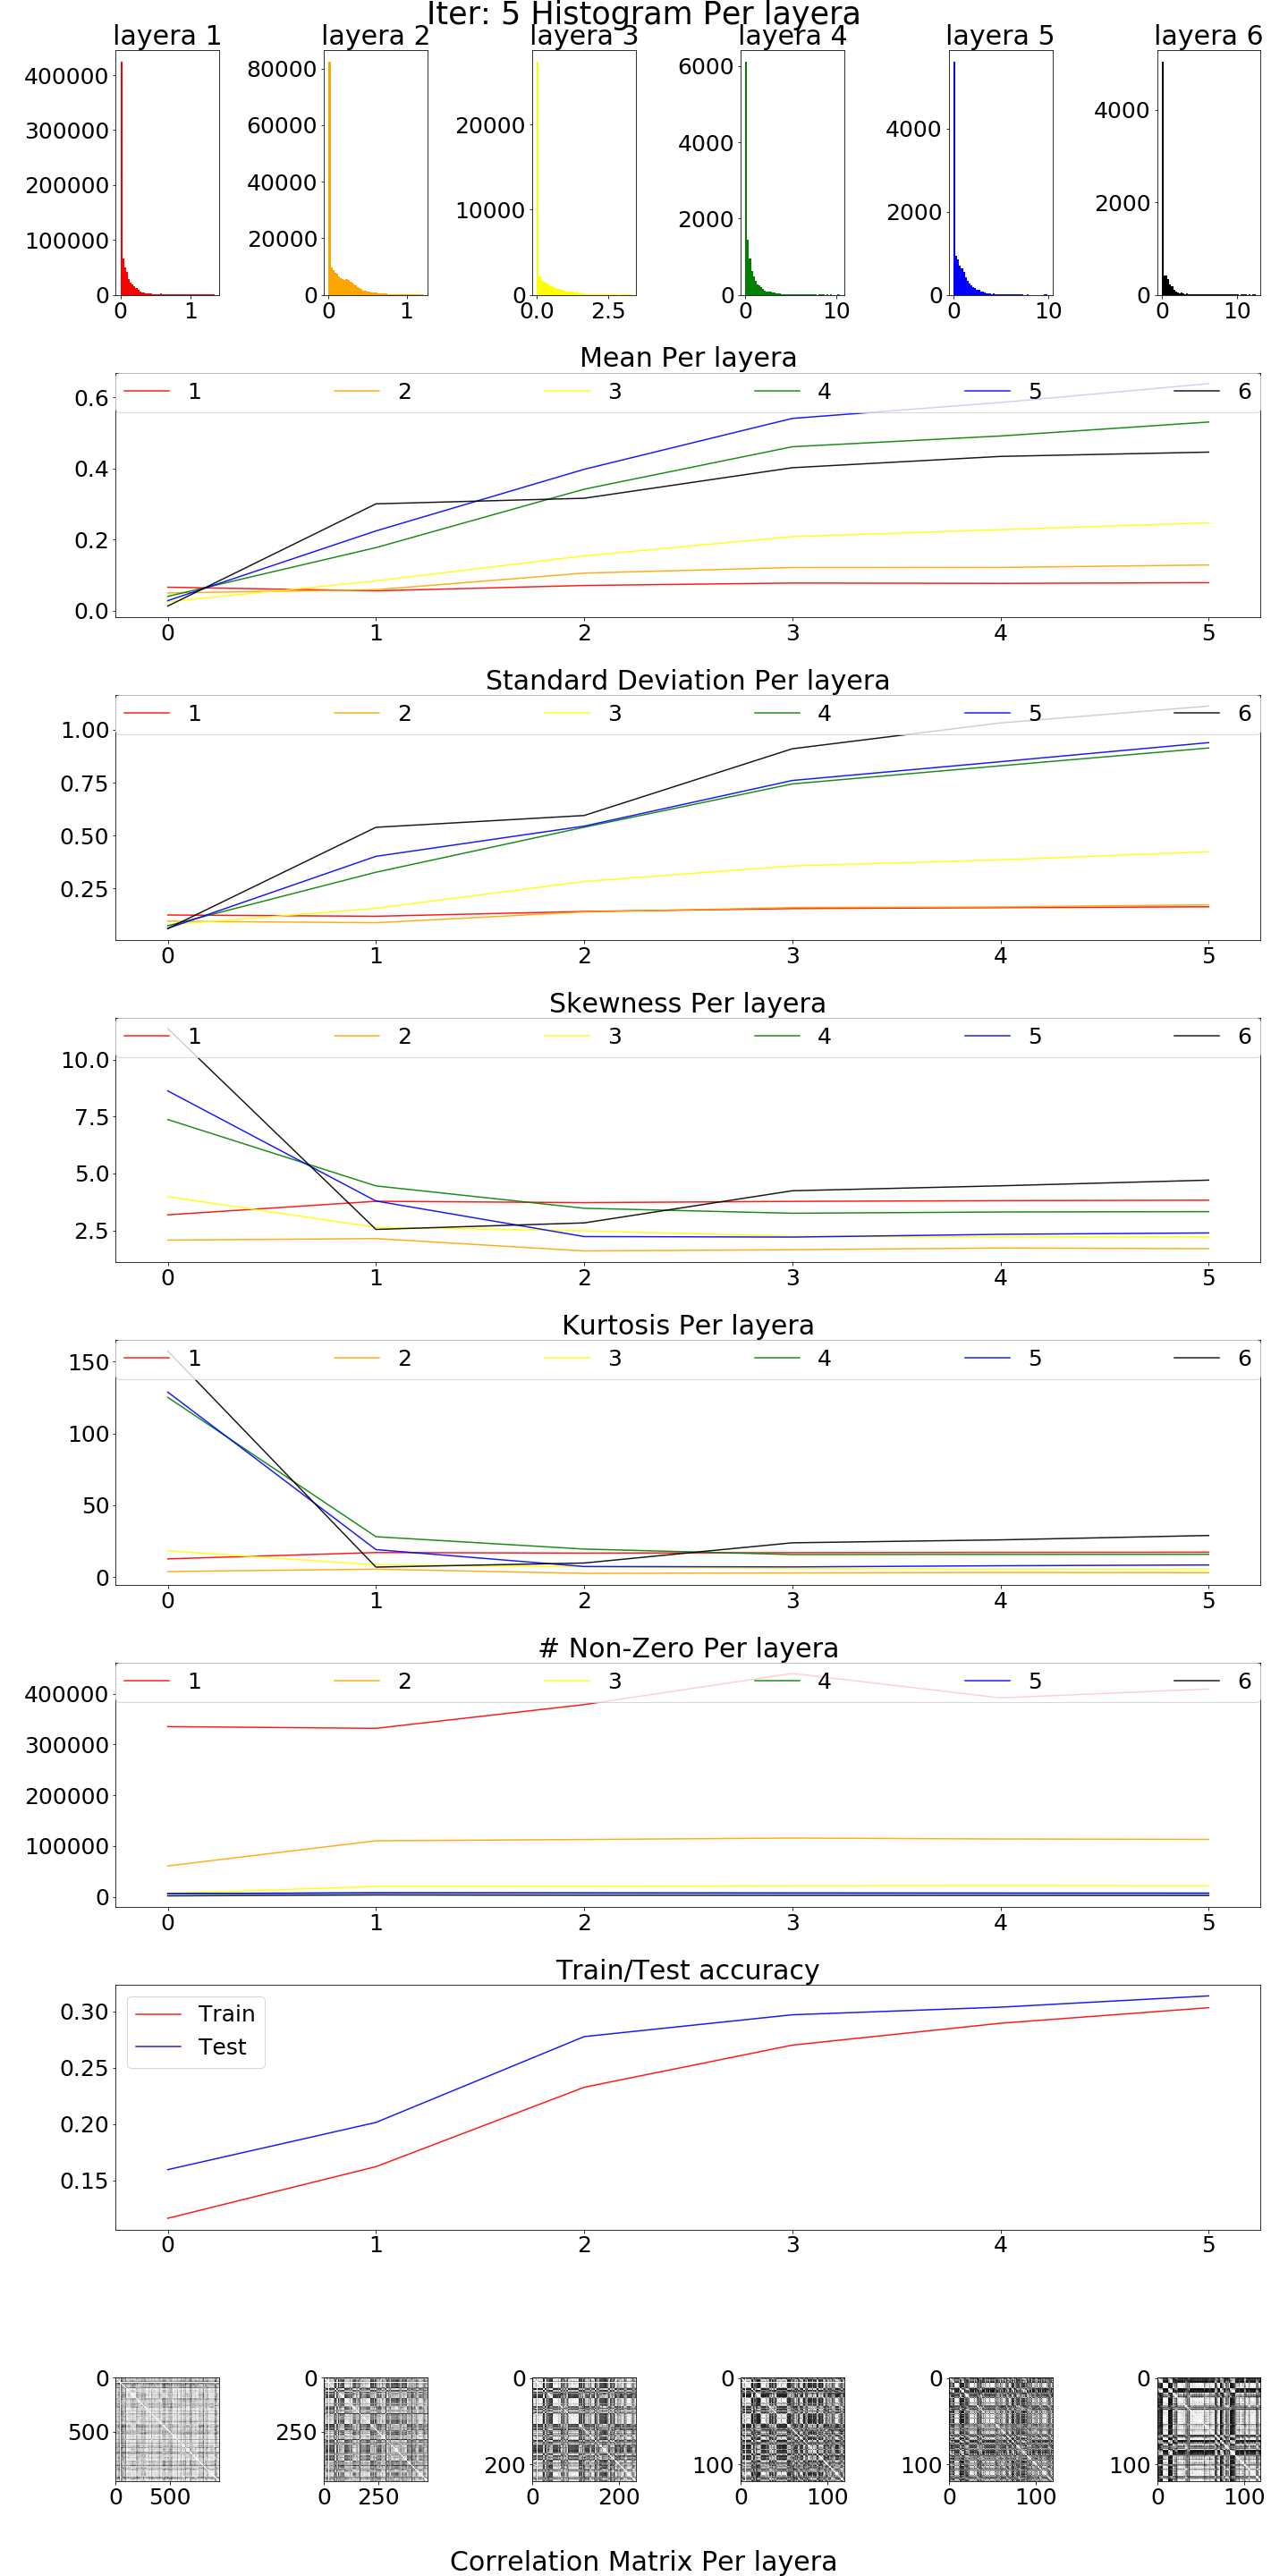 Iter: 5 Histogram Per layera
layera 1 layera 2 layera 3 layera 4 layera 5 layera 6
400000 300000 200000 100000 0
0 1
80000 60000 40000 20000 0
0 1
20000 10000 0
0.0 2.5
6000 4000 2000 0
0 10
4000 2000 0
0 10
4000 2000 0
0 10
Mean Per layera
1 2 3 4 5 6
0.6
0.4
0.2
0.0
0 1 2 3 4 5
Standard Deviation Per layera
1 2 3 4 5 6
1.00
0.75
0.50
0.25
0 1 2 3 4 5
Skewness Per layera
1 2 3 4 5 6
10.0
7.5
5.0
2.5
0 1 2 3 4 5
Kurtosis Per layera
1 2 3 4 5 6
150
100
50
0
0 1 2 3 4 5
# Non-Zero Per layera
1 2 3 4 5 6
400000
300000
200000
100000
0
0 1 2 3 4 5
Train/Test accuracy
Train
Test
0.30
0.25
0.20
0.15
0 1 2 3 4 5
0 500
0 500
0 250
0 250
0 200
0 200
0 100
0 100
0 100
0 100
0 100
0 100
Correlation Matrix Per layera